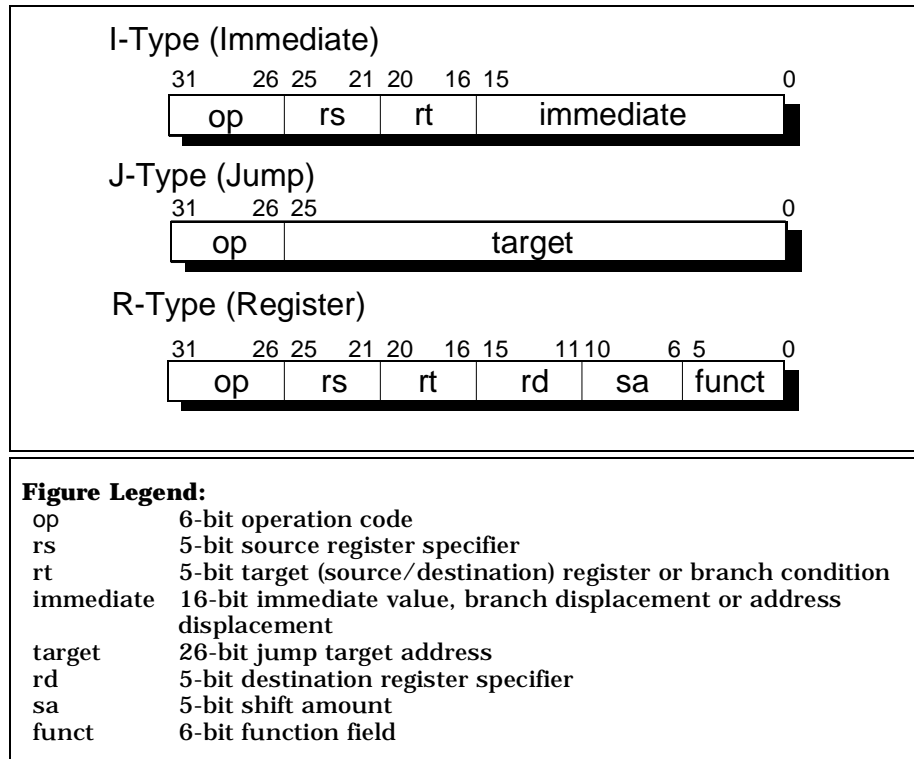 I-Type (Immediate)
31 26 25 21 20 16 15 0
op rs rt immediate
J-Type (Jump)
31 26 25 0
op target
R-Type (Register)
31 26 25 21 20 16 15 11 10 6 5 0
op rs rt rd sa funct
Figure Legend:
op 6-bit operation code
rs 5-bit source register specifier
rt 5-bit target (source/destination) register or branch condition
immediate 16-bit immediate value, branch displacement or address
displacement
target 26-bit jump target address
rd 5-bit destination register specifier
sa 5-bit shift amount
funct 6-bit function field